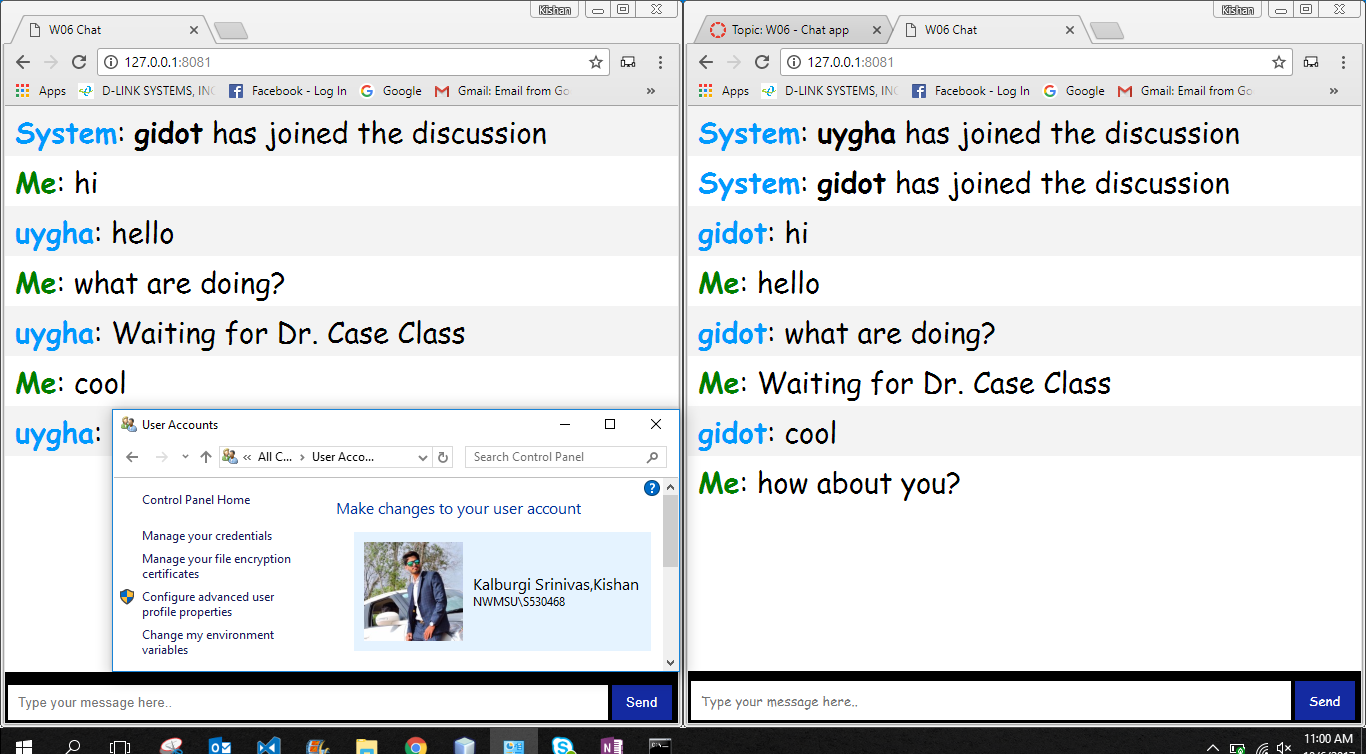 Kishan
W06 Chat
127.0.0.1:8081
Apps D-LINK SYSTEMS, INC Facebook - Log In Google Gmail: Email from Go »
System: gidot has joined the discussion
Me: hi
uygha: hello
Me: what are doing?
uygha: Waiting for Dr. Case Class
Me: cool
uygha:
User Accounts
« All C... › User Acco...
Search Control Panel
Control Panel Home
Manage your credentials
Manage your file encryption
certificates
Configure advanced user
profile properties
Change my environment
variables
?
Make changes to your user account
Kalburgi Srinivas,Kishan
NWMSU\S530468
Type your message here..
Send
Kishan
Topic: W06 - Chat app
W06 Chat
127.0.0.1:8081
Apps D-LINK SYSTEMS, INC Facebook - Log In Google Gmail: Email from Go »
System: uygha has joined the discussion
System: gidot has joined the discussion
gidot: hi
Me: hello
gidot: what are doing?
Me: Waiting for Dr. Case Class
gidot: cool
Me: how about you?
Type your message here..
Send
11:00 AM